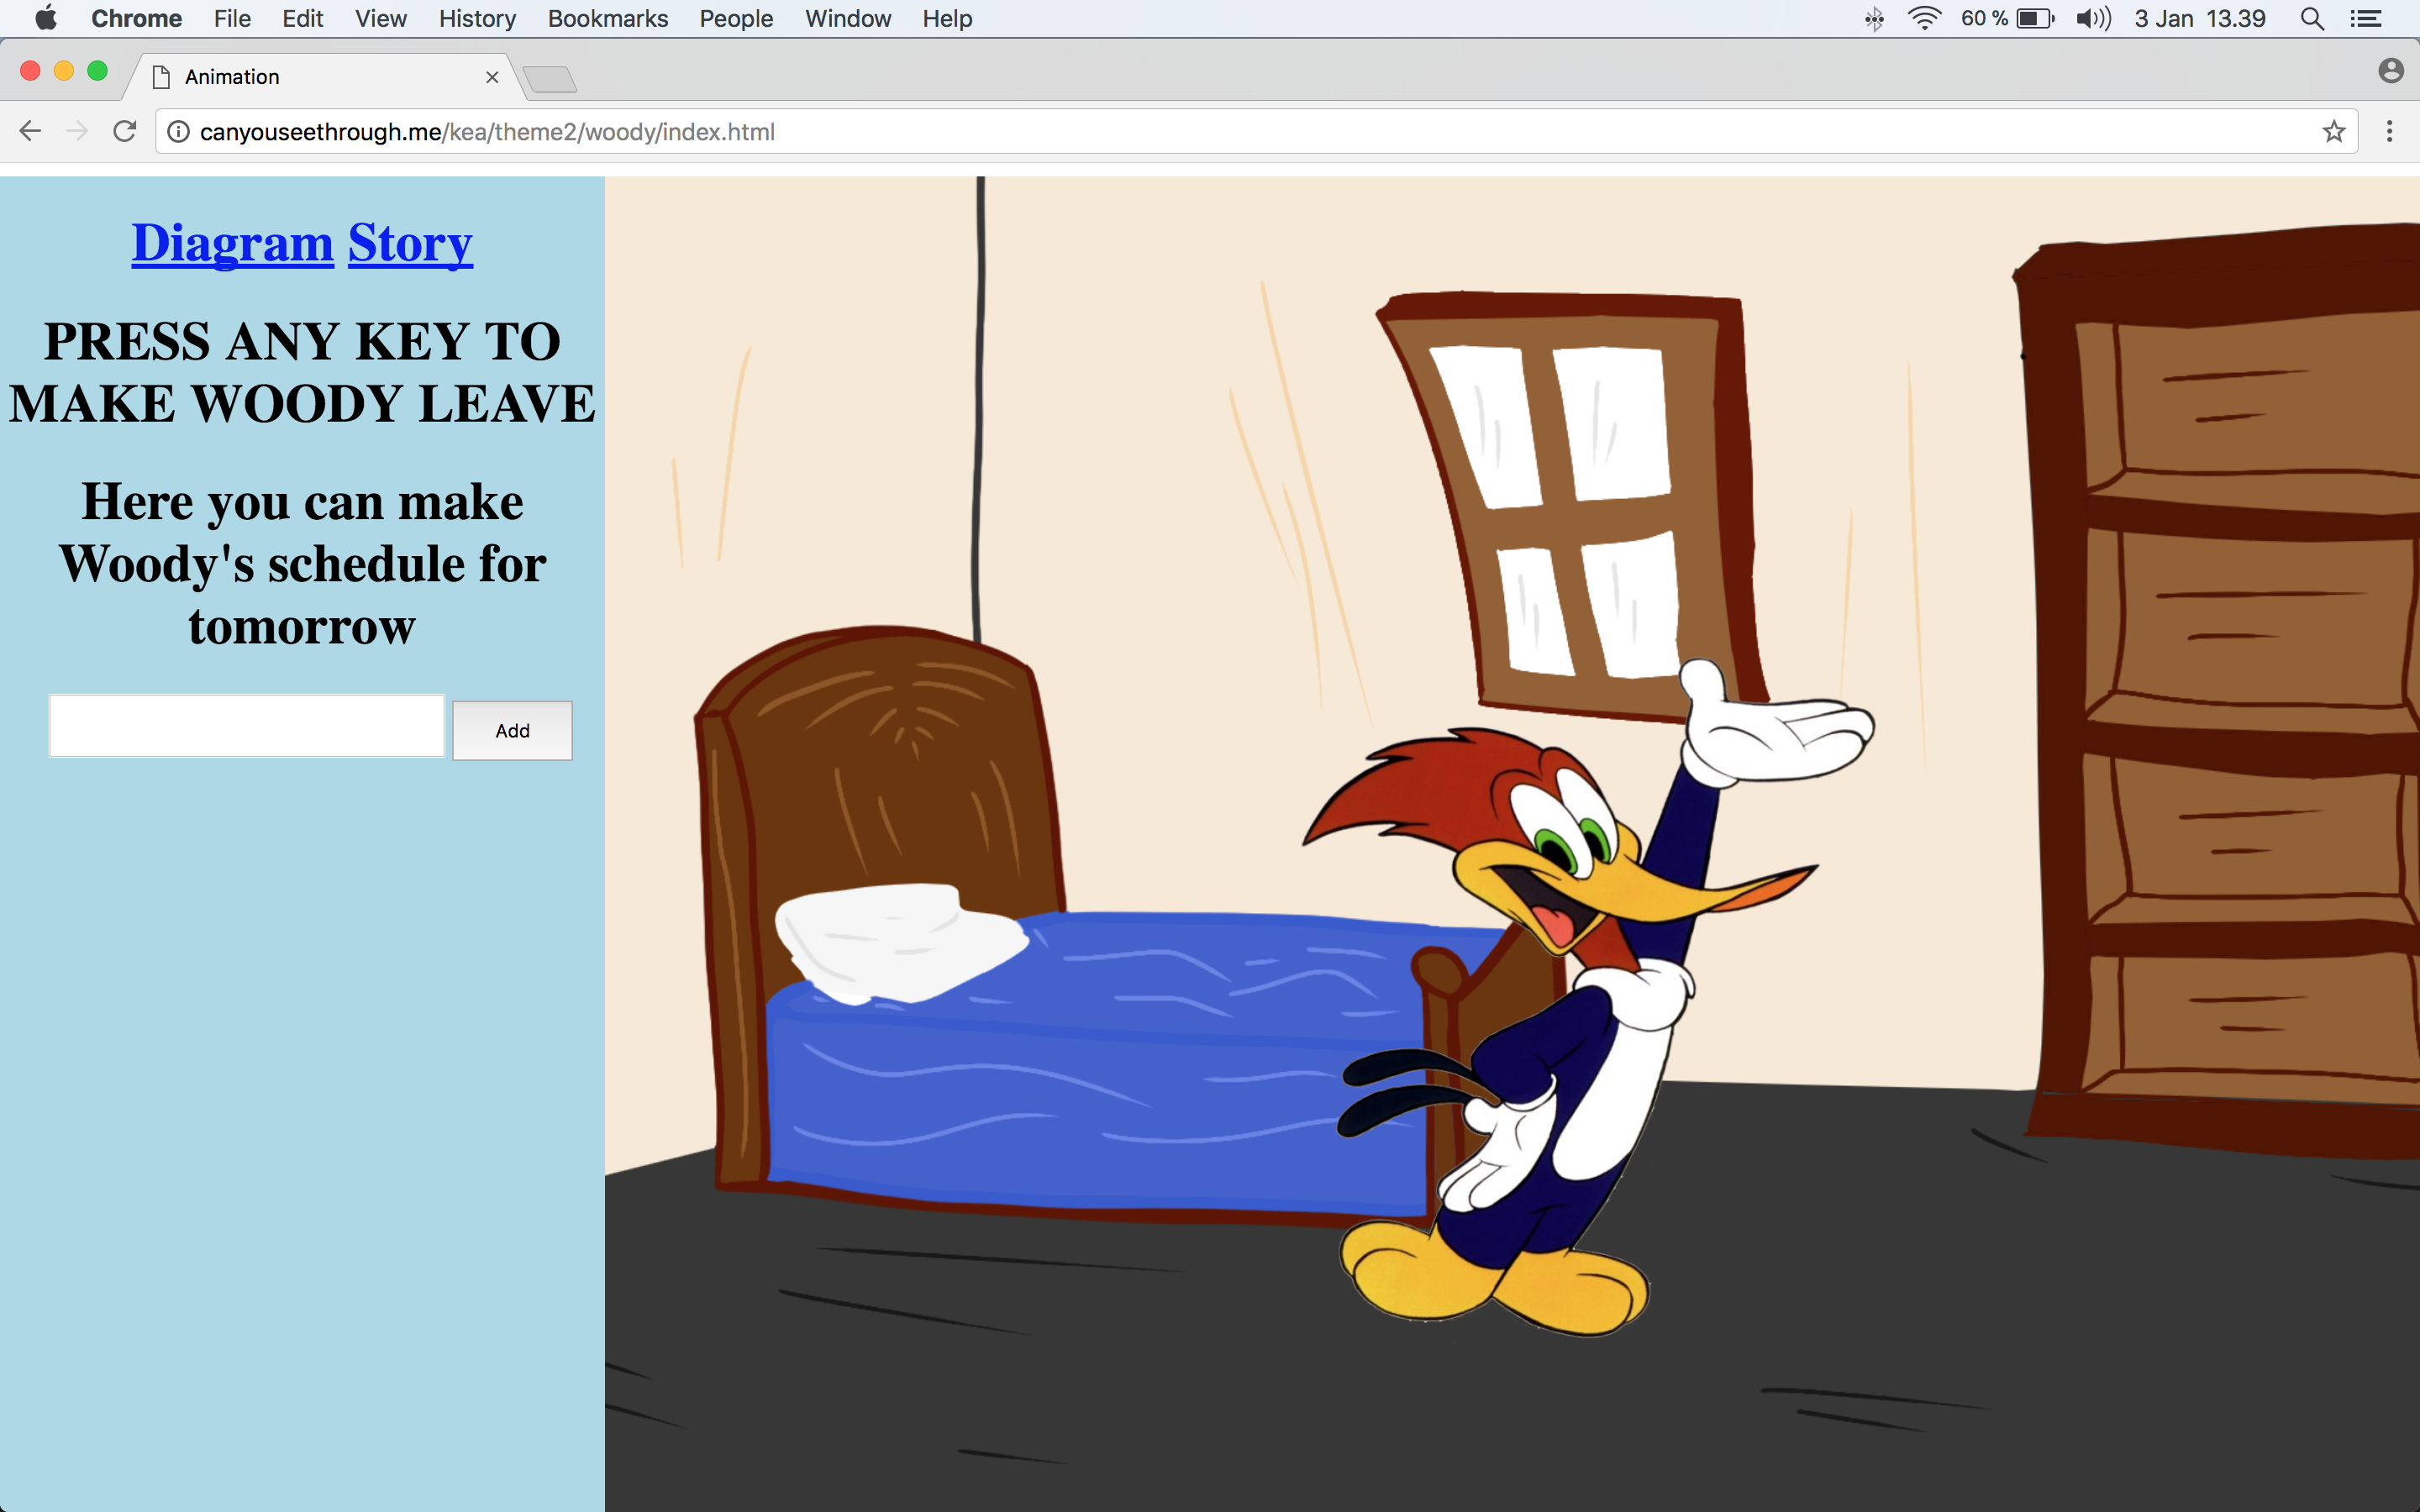 Chrome File Edit View History Bookmarks People Window Help 60 % 3 Jan 13.39
Animation
canyouseethrough.me/kea/theme2/woody/index.html
Diagram Story
PRESS ANY KEY TO
MAKE WOODY LEAVE
Here you can make
Woody's schedule for
tomorrow
Add